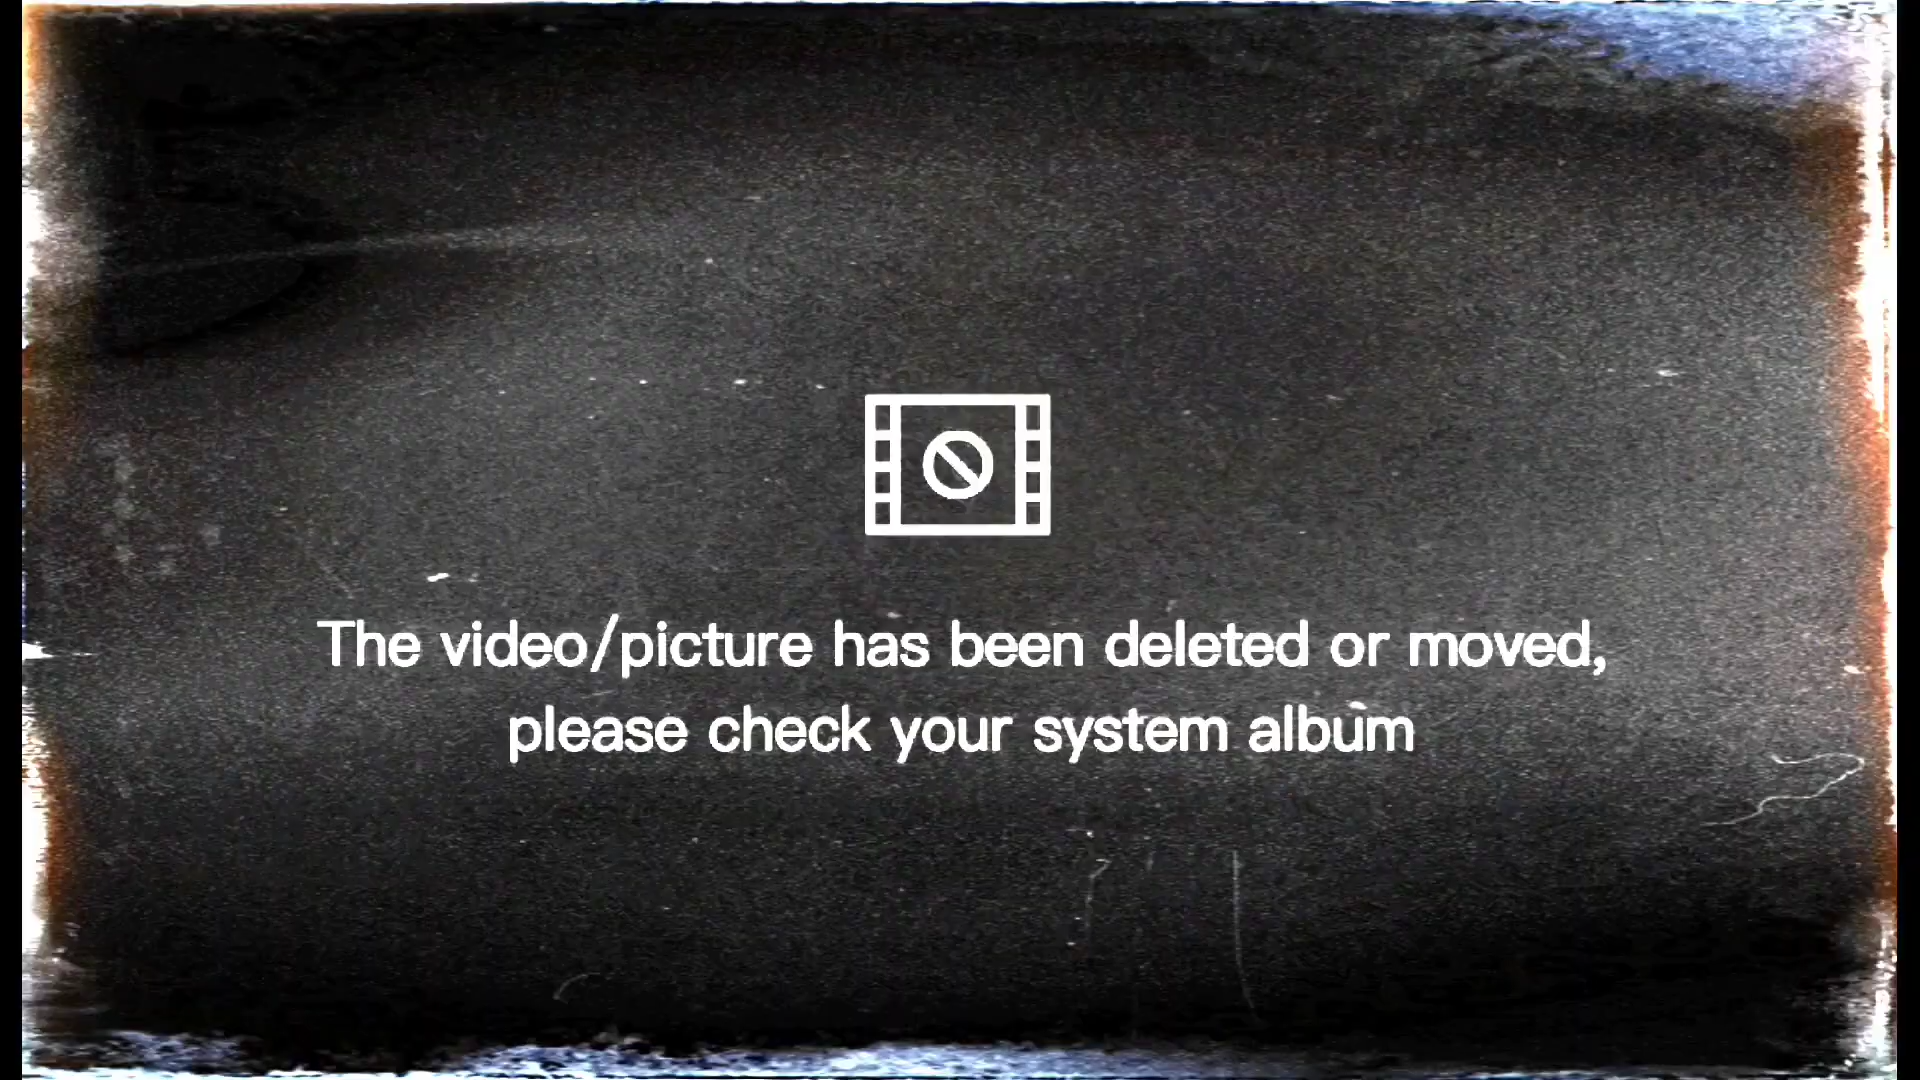 The video/picture has been deleted or moved,
please check your system album